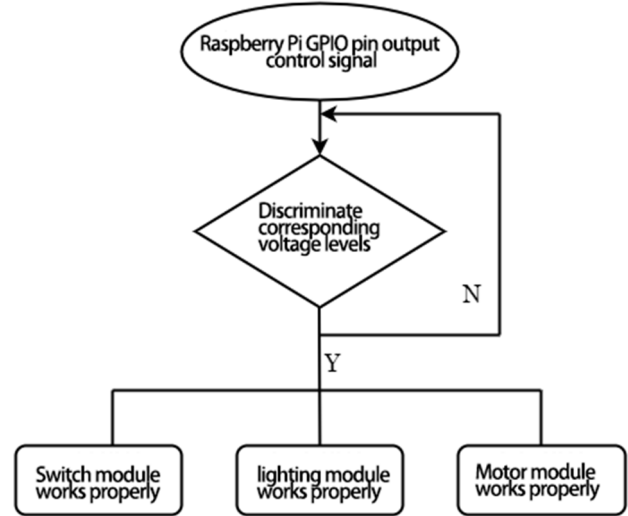 Raspberry Pi GPIO pin output
control signal
Discriminate
corresponding
voltage levels
N
Y
Switch module
works properly
lighting module
works properly
Motor module
works properly